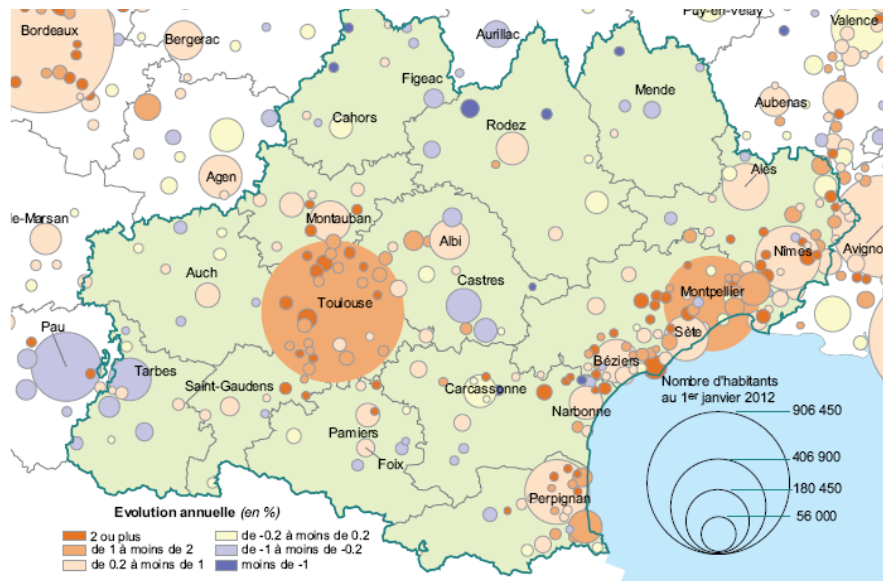 Puy-en-Velay
Valence
Bordeaux
Bergerac
Aurillac
Figeac
Mende
Aubenas
Cahors
Rodez
Agen
Alès
de-Marsan
Montauban
Albi
Nîmes
Avigno
Auch
Castres
Toulouse
Montpellier
Pau
Sète
Tarbes
Béziers
Saint-Gaudens
Carcassonne
Nombre d'habitants
au 1er janvier 2012
Narbonne
906 450
Pamiers
406 900
Foix
180 450
Perpignan
56 000
Evolution annuelle (en %)
2 ou plus
de -0.2 à moins de 0.2
de 1 à moins de 2
de -1 à moins de -0.2
de 0.2 à moins de 1
moins de -1